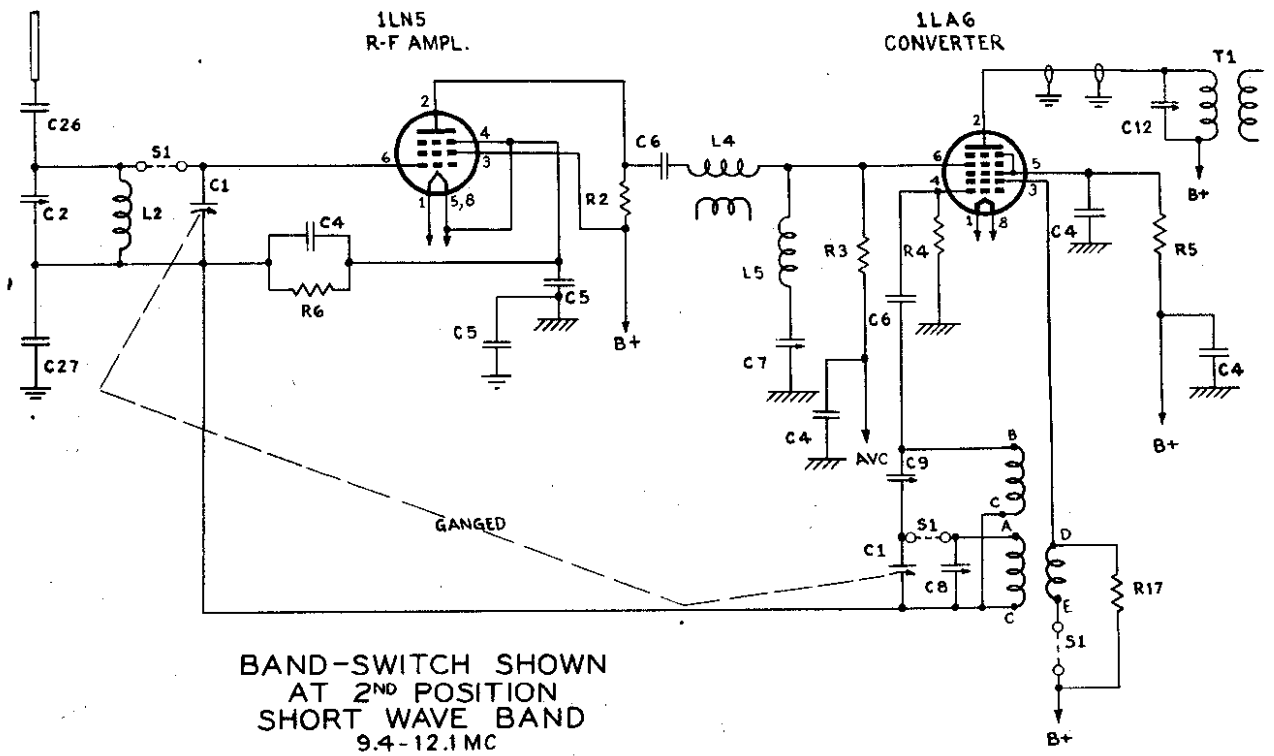 1LN5
R-F AMPL.
1LA6
CONVERTER
T1
C26
S1
C1
C2
L2
2
4
3
6
1
5,8
C4
R6
R2
C6
L4
B+
C5
C5
C27
L5
C7
R3
C4
AVC
2
6
4
5
3
1
8
R4
C6
C12
B+
C4
R5
C4
B+
C9
B
C
A
S1
C1
C8
C
D
E
R17
S1
B+
GANGED
BAND-SWITCH SHOWN
AT 2ND POSITION
SHORT WAVE BAND
9.4-12.1 MC